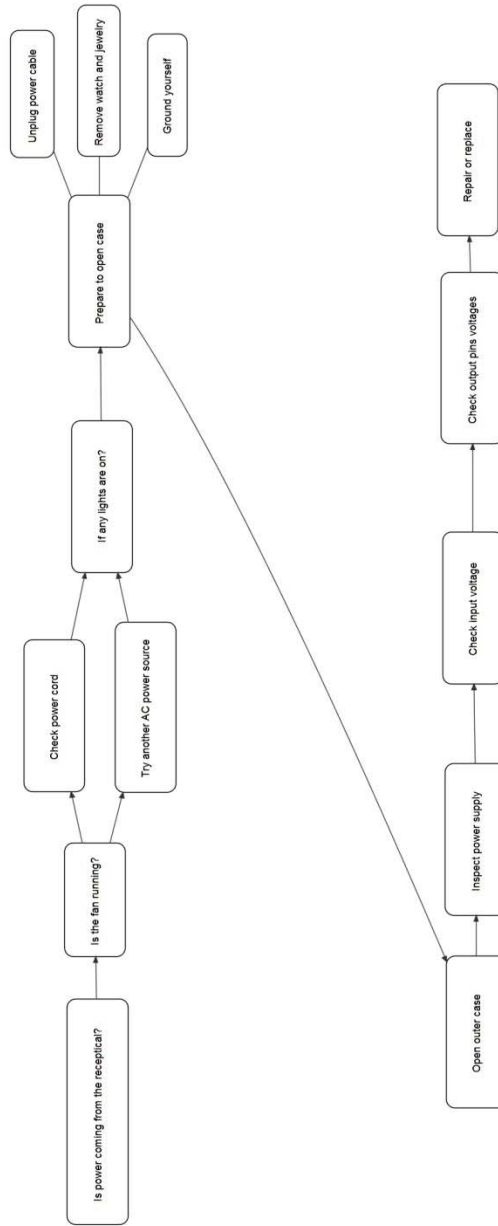 Is power coming from the receptical?
Is the fan running?
Check power cord
Try another AC power source
If any lights are on?
Prepare to open case
Unplug power cable
Remove watch and jewelry
Ground yourself
Open outer case
Inspect power supply
Check input voltage
Check output pins voltages
Repair or replace